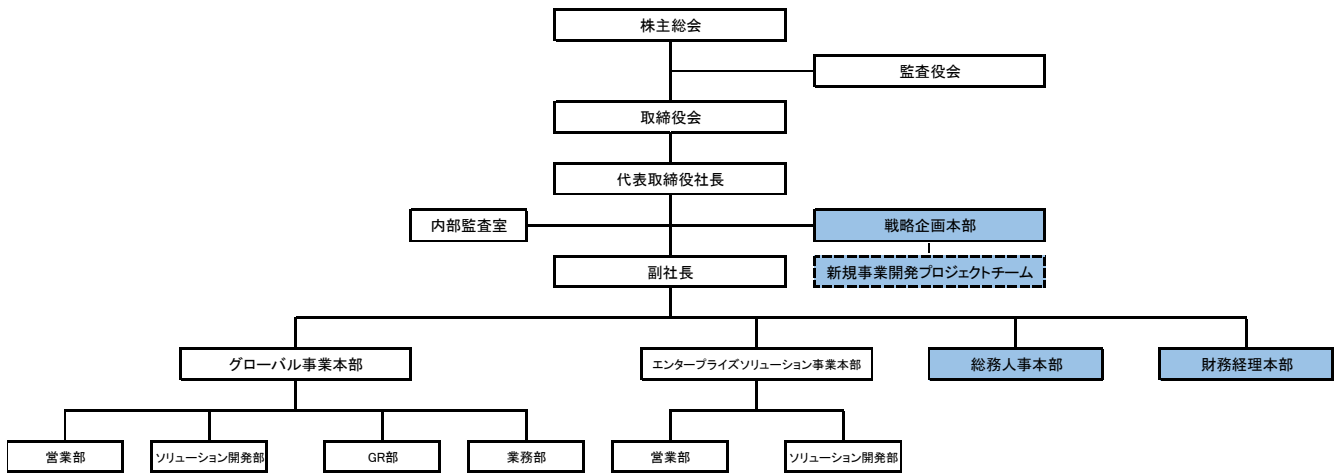 株主総会
監査役会
取締役会
代表取締役社長
内部監査室
戦略企画本部
副社長
新規事業開発プロジェクトチーム
グローバル事業本部
エンタープライズソリューション事業本部
総務人事本部
財務経理本部
営業部
ソリューション開発部
GR部
業務部
営業部
ソリューション開発部